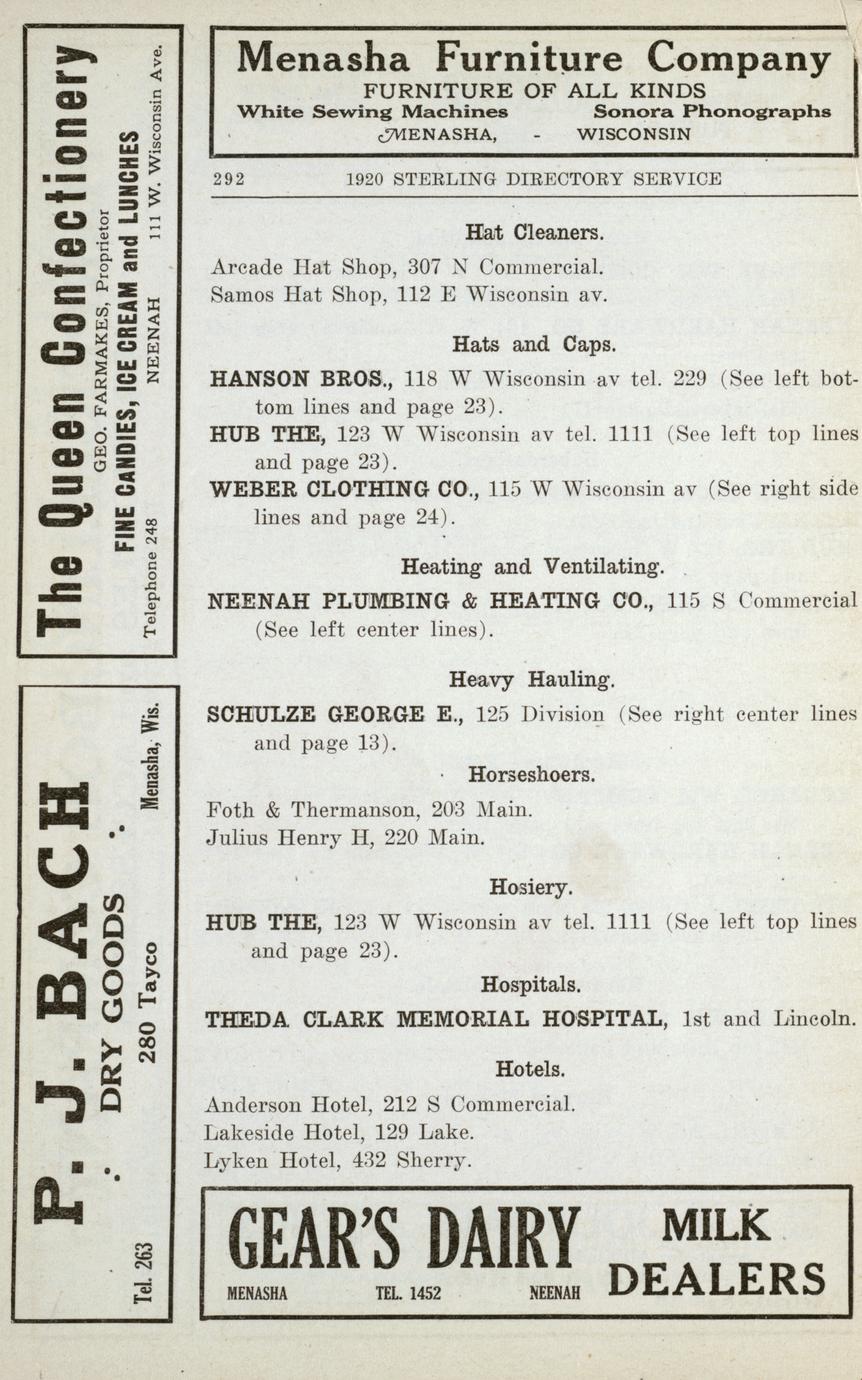 Menasha Furniture Company
FURNITURE OF ALL KINDS
White Sewing Machines Sonora Phonographs
MENASHA, - WISCONSIN
292 1920 STERLING DIRECTORY SERVICE
Hat Cleaners.
Arcade Hat Shop, 307 N Commercial.
Samos Hat Shop, 112 E Wisconsin av.
Hats and Caps.
HANSON BROS., 118 W Wisconsin av tel. 229 (See left bot-
tom lines and page 23).
HUB THE, 123 W Wisconsin av tel. 1111 (See left top lines
and page 23).
WEBER CLOTHING CO., 115 W Wisconsin av (See right side
lines and page 24).
Heating and Ventilating.
NEENAH PLUMBING & HEATING CO., 115 S Commercial
(See left center lines).
Heavy Hauling.
SCHULZE GEORGE E., 125 Division (See right center lines
and page 13).
Horseshoers.
Foth & Thermanson, 203 Main.
Julius Henry H, 220 Main.
Hosiery.
HUB THE, 123 W Wisconsin av tel. 1111 (See left top lines
and page 23).
Hospitals.
THEDA CLARK MEMORIAL HOSPITAL, 1st and Lincoln.
Hotels.
Anderson Hotel, 212 S Commercial.
Lakeside Hotel, 129 Lake.
Lyken Hotel, 432 Sherry.
GEAR'S DAIRY
MENASHA TEL. 1452 NEENAH
MILK
DEALERS
The Queen Confectionery
GEO. FARMAKES, Proprietor
FINE CANDIES, ICE CREAM and LUNCHES
Telephone 248 NEENAH 111 W. Wisconsin Ave.
P. J. BACH
DRY GOODS
Tel. 263 280 Tayco Menasha, Wis.